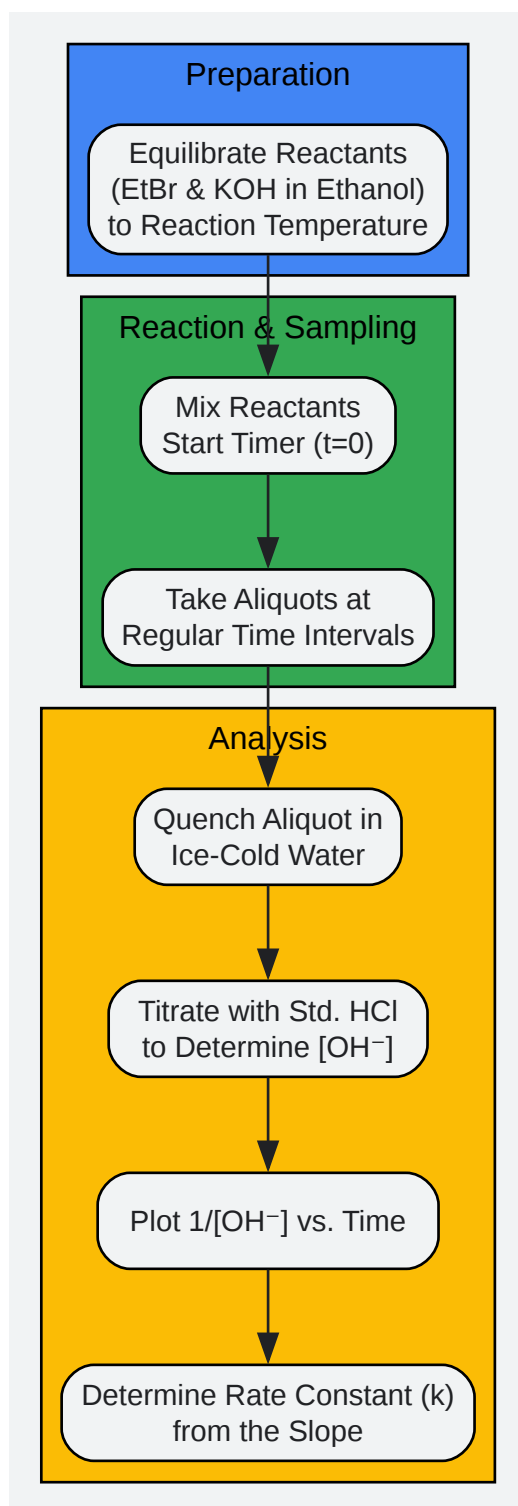 Preparation
Equilibrate Reactants
(EtBr & KOH in Ethanol)
to Reaction Temperature
Reaction & Sampling
Mix Reactants
Start Timer (t=0)
Take Aliquots at
Regular Time Intervals
Analysis
Quench Aliquot in
Ice-Cold Water
Titrate with Std. HCl
to Determine [OH⁻]
Plot 1/[OH⁻] vs. Time
Determine Rate Constant (k)
from the Slope